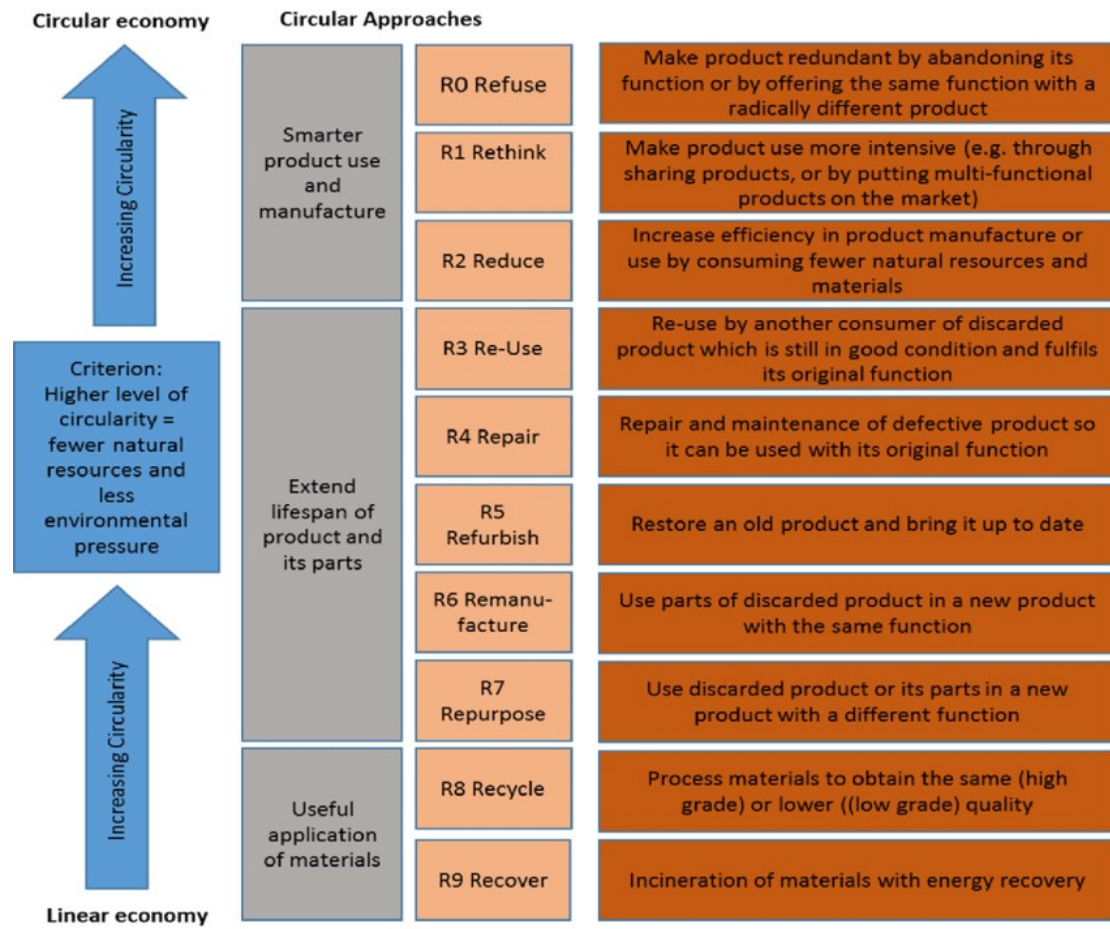 Circular economy
Circular Approaches
Increasing Circularity
Criterion:
Higher level of
circularity =
fewer natural
resources and
less
environmental
pressure
Increasing Circularity
Linear economy
Smarter
product use
and
manufacture
R0 Refuse
Make product redundant by abandoning its
function or by offering the same function with a
radically different product
R1 Rethink
Make product use more intensive (e.g. through
sharing products, or by putting multi-functional
products on the market)
R2 Reduce
Increase efficiency in product manufacture or
use by consuming fewer natural resources and
materials
Extend
lifespan of
product and
its parts
R3 Re-Use
Re-use by another consumer of discarded
product which is still in good condition and fulfils
its original function
R4 Repair
Repair and maintenance of defective product so
it can be used with its original function
R5
Refurbish
Restore an old product and bring it up to date
R6 Remanu-
facture
Use parts of discarded product in a new product
with the same function
R7
Repurpose
Use discarded product or its parts in a new
product with a different function
Useful
application
of materials
R8 Recycle
Process materials to obtain the same (high
grade) or lower ((low grade) quality
R9 Recover
Incineration of materials with energy recovery